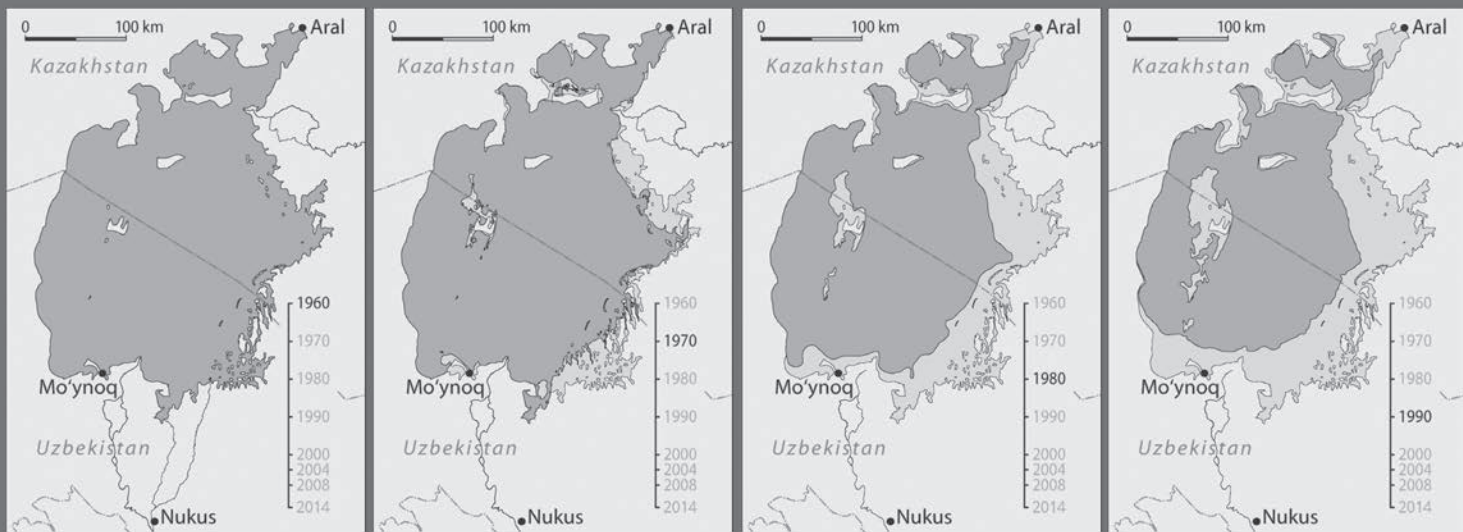 0 100 km
Aral
Kazakhstan
1960
1970
1980
1990
2000
2004
2008
2014
Mo‘ynoq
Uzbekistan
Nukus
0 100 km
Aral
Kazakhstan
1960
1970
1980
1990
2000
2004
2008
2014
Mo‘ynoq
Uzbekistan
Nukus
0 100 km
Aral
Kazakhstan
1960
1970
1980
1990
2000
2004
2008
2014
Mo‘ynoq
Uzbekistan
Nukus
0 100 km
Aral
Kazakhstan
1960
1970
1980
1990
2000
2004
2008
2014
Mo‘ynoq
Uzbekistan
Nukus